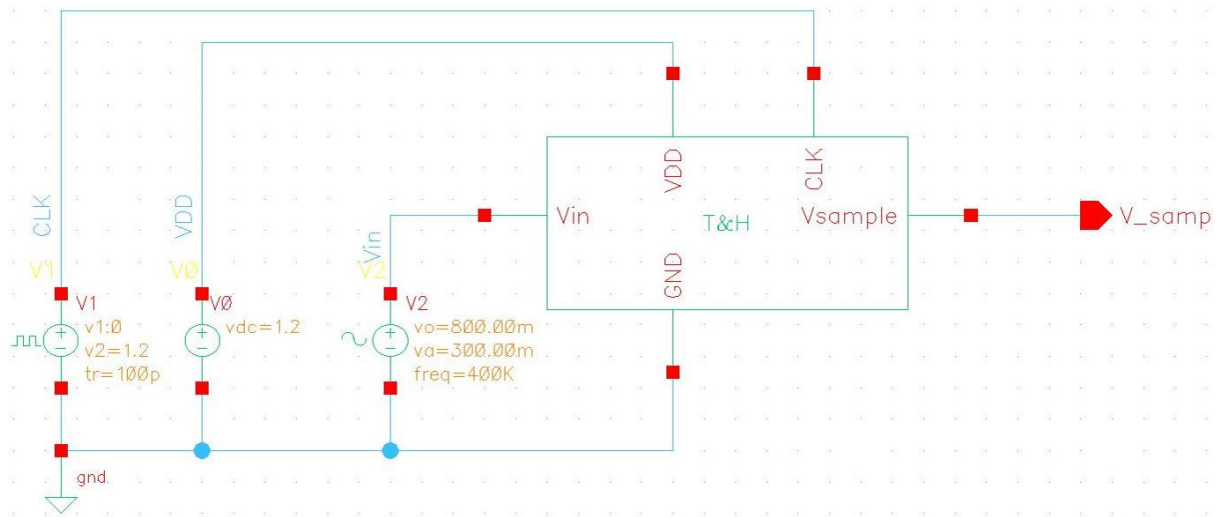 CLK
VDD
Vin
VDD
CLK
Vin
T&H
Vsample
GND
V_samp
V1
V1
v1:0
v2=1.2
tr=100p
V0
V0
vdc=1.2
V2
V2
vo=800.00m
va=300.00m
freq=400K
gnd